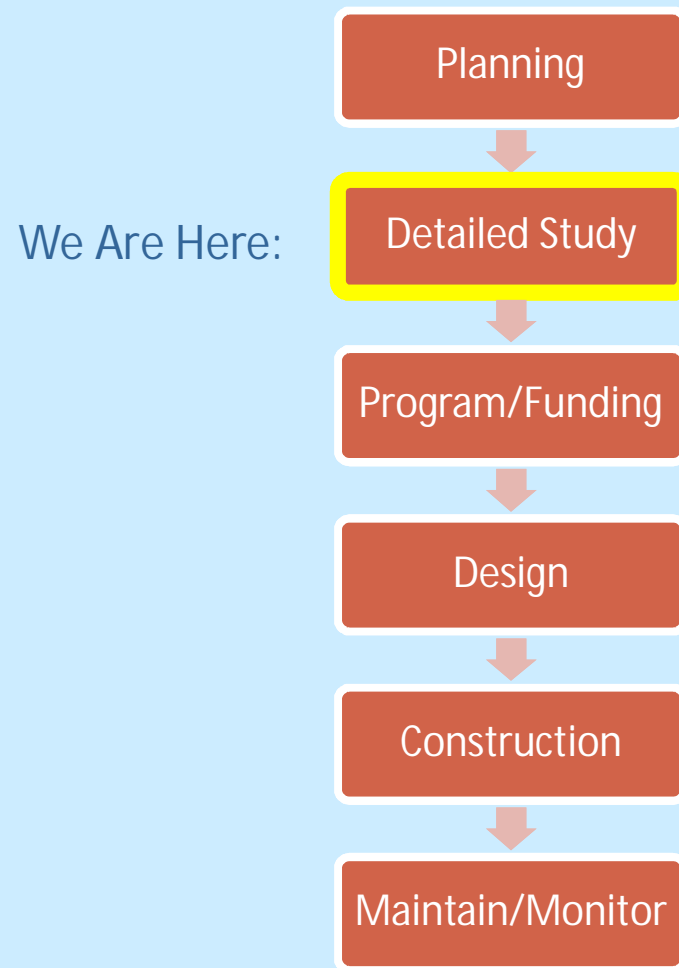 Planning
We Are Here:
Detailed Study
Program/Funding
Design
Construction
Maintain/Monitor